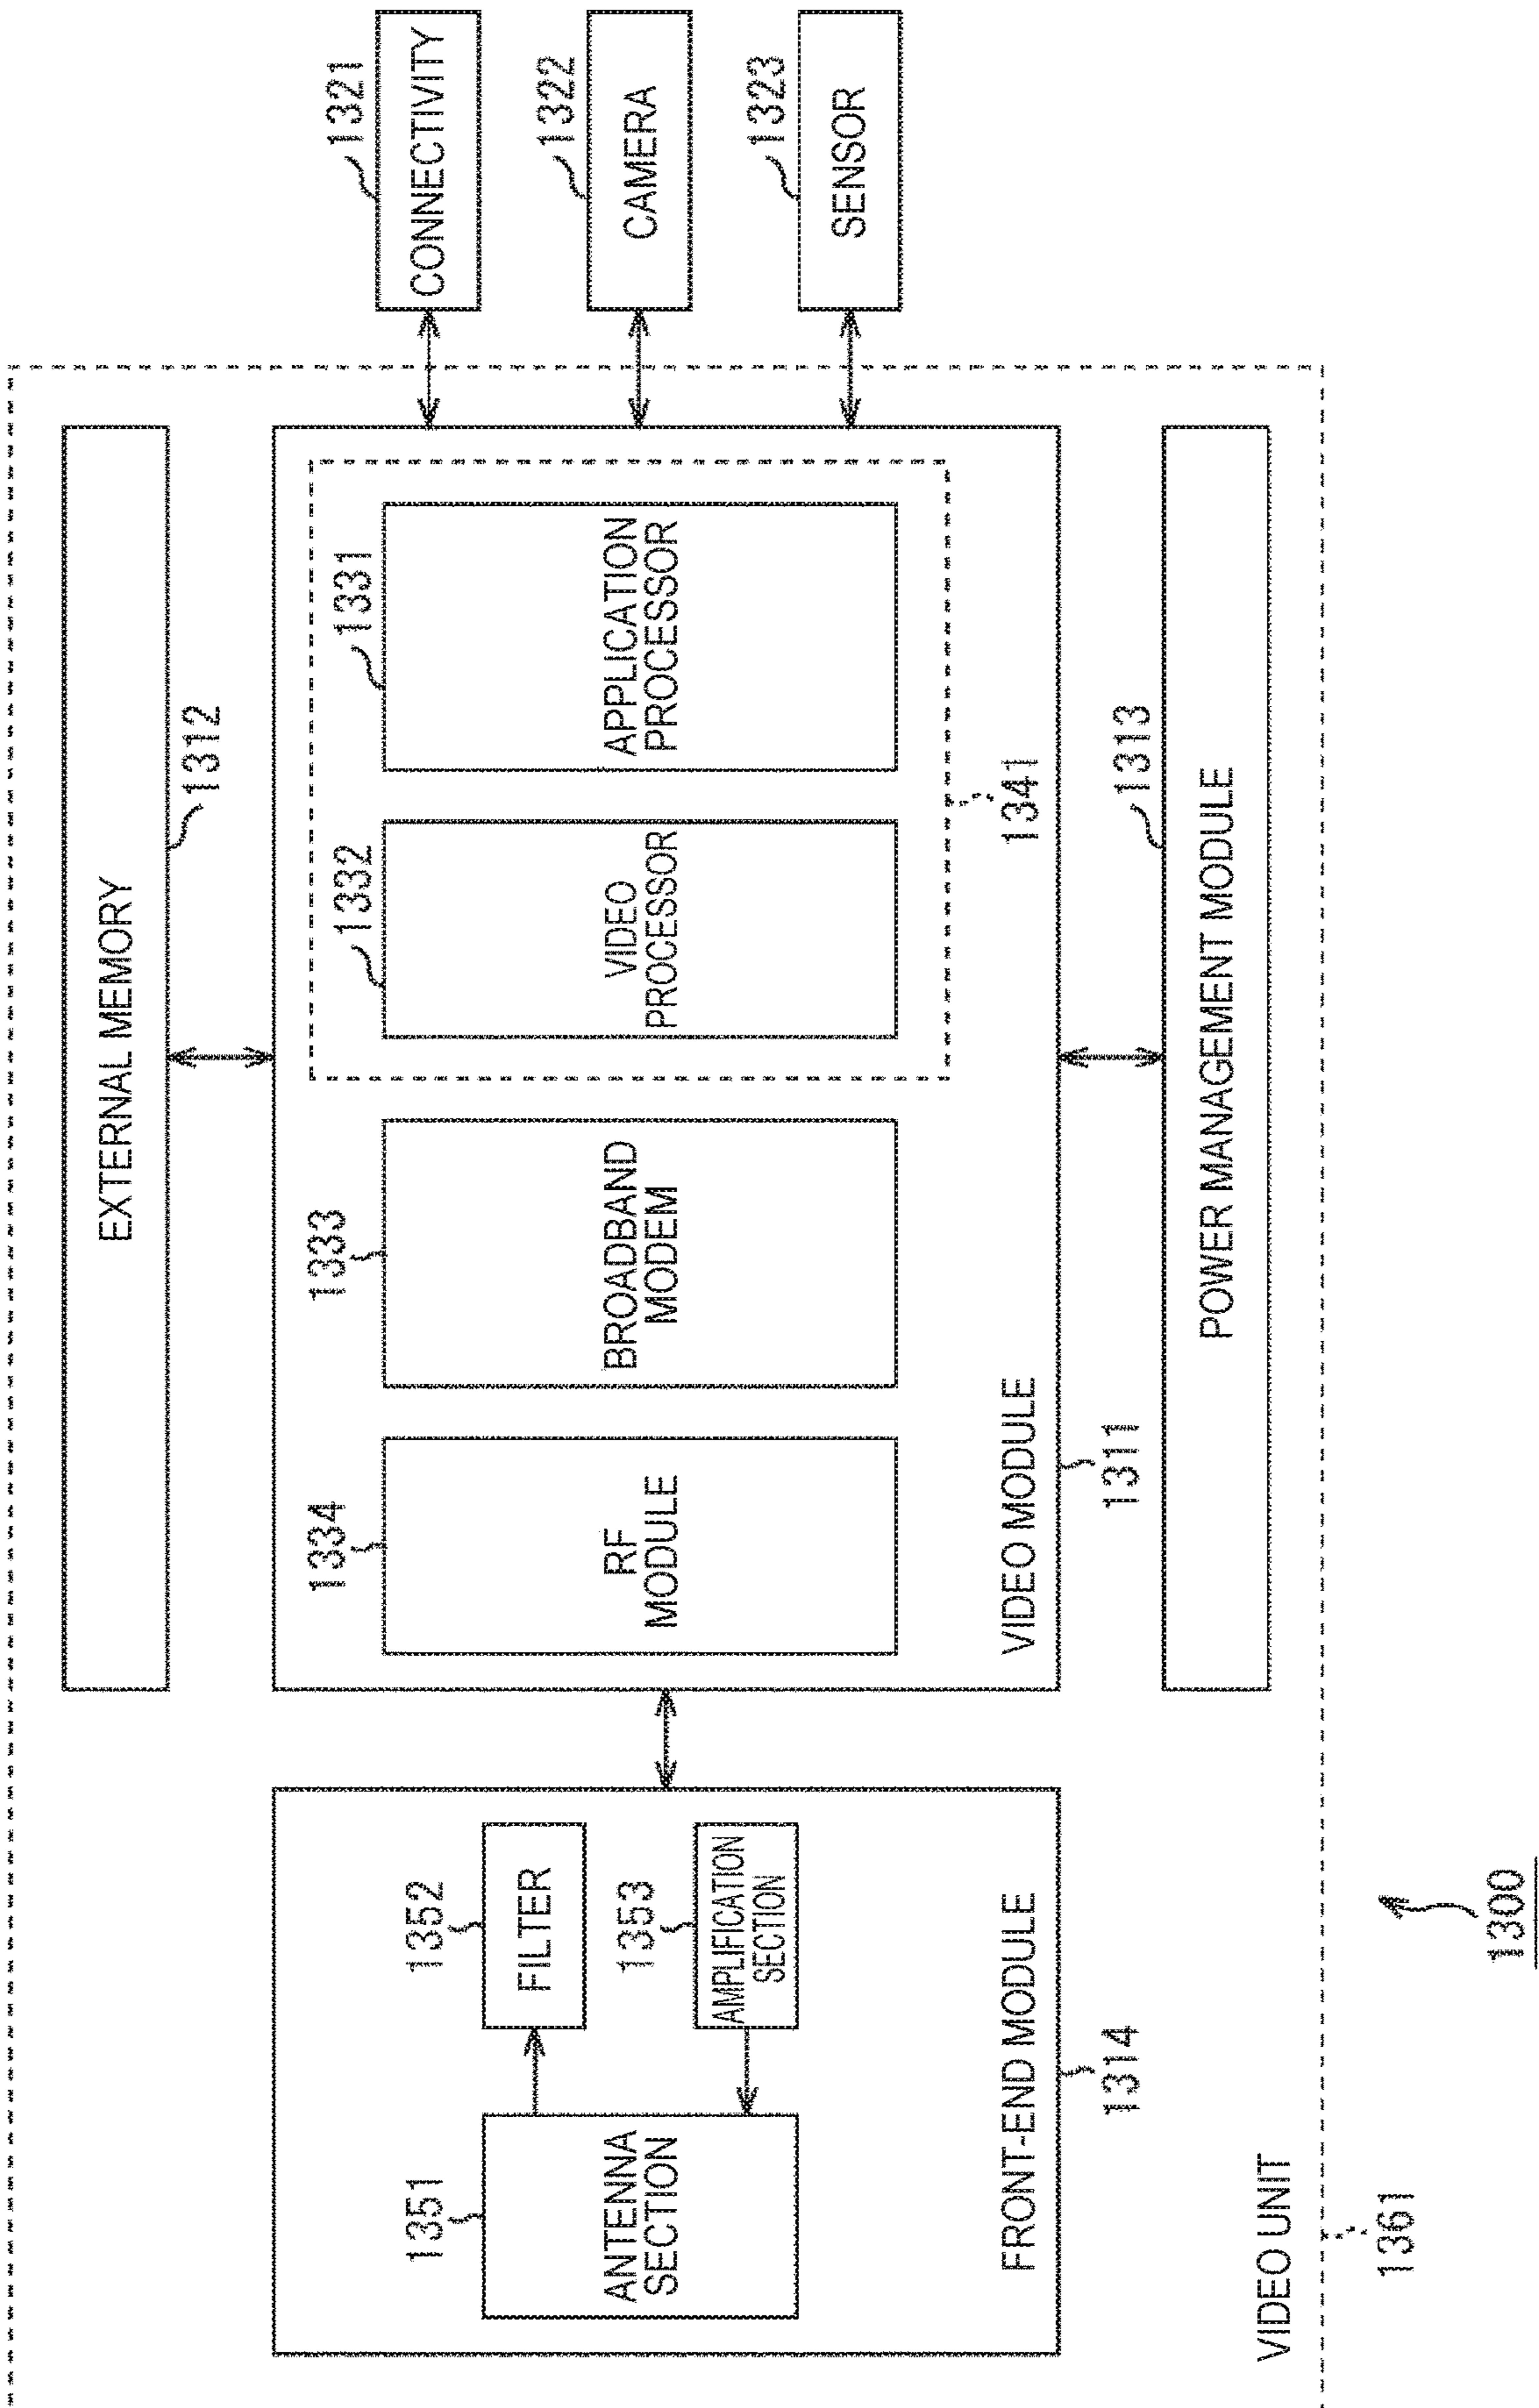 1300
EXTERNAL MEMORY
1312
1351
ANTENNA
SECTION
1352
FILTER
1353
AMPLIFICATION
SECTION
FRONT-END MODULE
1314
1334
RF
MODULE
1333
BROADBAND
MODEM
1332
VIDEO
PROCESSOR
1331
APPLICATION
PROCESSOR
1341
VIDEO MODULE
1311
1313
POWER MANAGEMENT MODULE
VIDEO UNIT
1361
1321
CONNECTIVITY
1322
CAMERA
1323
SENSOR